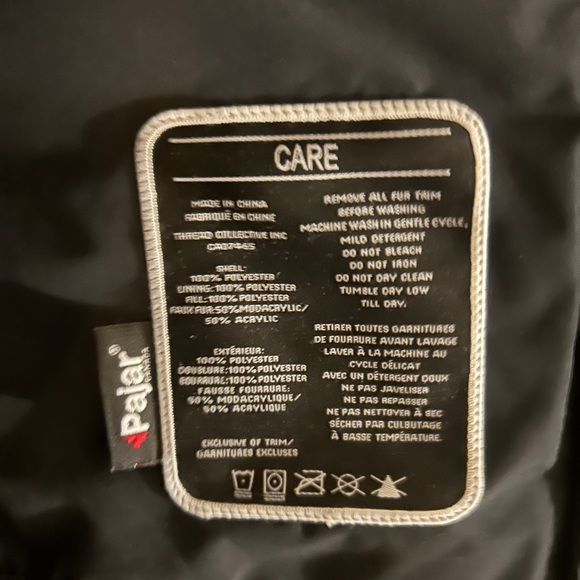 CARE
MADE IN CHINA
FABRIQUÉ EN CHINE
THREAD COLLECTIVE INC
CA07465
SHELL:
100% POLYESTER/
LINING: 100% POLYESTER
FILL: 100% POLYESTER
FAUX FUR: 50% MODACRYLIC/
50% ACRYLIC
EXTÉRIEUR:
100% POLYESTER
DOUBLURE: 100% POLYESTER
BOURRURE: 100% POLYESTER
FAUSSE FOURRURE:
50% MODACRYLIQUE/
50% ACRYLIQUE
EXCLUSIVE OF TRIM/
GARNITURES EXCLUSES
REMOVE ALL FUR TRIM
BEFORE WASHING
MACHINE WASH IN GENTLE CYCLE,
MILD DETERGENT
DO NOT BLEACH
DO NOT IRON
DO NOT DRY CLEAN
TUMBLE DRY LOW
TILL DRY.
RETIRER TOUTES GARNITURES
DE FOURRURE AVANT LAVAGE
LAVER À LA MACHINE AU
CYCLE DÉLICAT
AVEC UN DÉTERGENT DOUX
NE PAS JAVELISER
NE PAS REPASSER
NE PAS NETTOYER À SEC
SÉCHER PAR CULBUTAGE
À BASSE TEMPÉRATURE.
Pajar®
CANADA